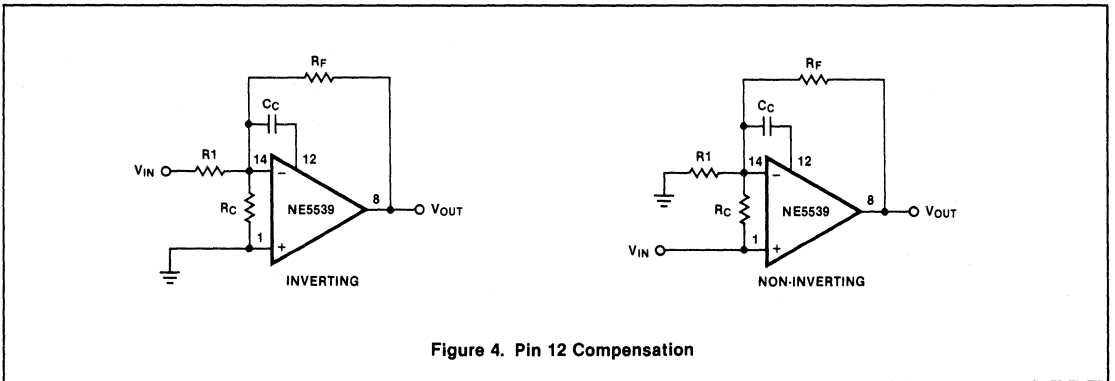 RF
CC
R1
14
12
VIN
RC
NE5539
8
VOUT
1
−
+
INVERTING
RF
CC
R1
14
12
RC
NE5539
8
VOUT
1
VIN
−
+
NON-INVERTING
Figure 4. Pin 12 Compensation